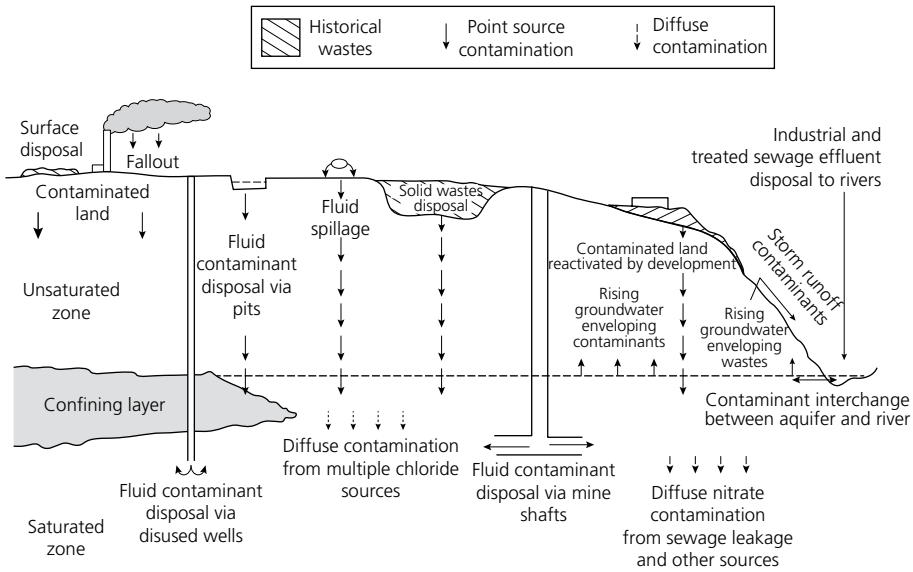 Historical
wastes
Point source
contamination
Diffuse
contamination
Surface
disposal
Fallout
Contaminated
land
Unsaturated
zone
Fluid
contaminant
disposal via
pits
Fluid
spillage
Solid wastes
disposal
Contaminated land
reactivated by development
Rising
groundwater
enveloping
contaminants
Rising
groundwater
enveloping
wastes
Storm runoff
contaminants
Industrial and
treated sewage effluent
disposal to rivers
Contaminant interchange
between aquifer and river
Confining layer
Fluid contaminant
disposal via
disused wells
Diffuse contamination
from multiple chloride
sources
Fluid contaminant
disposal via mine
shafts
Diffuse nitrate
contamination
from sewage leakage
and other sources
Saturated
zone